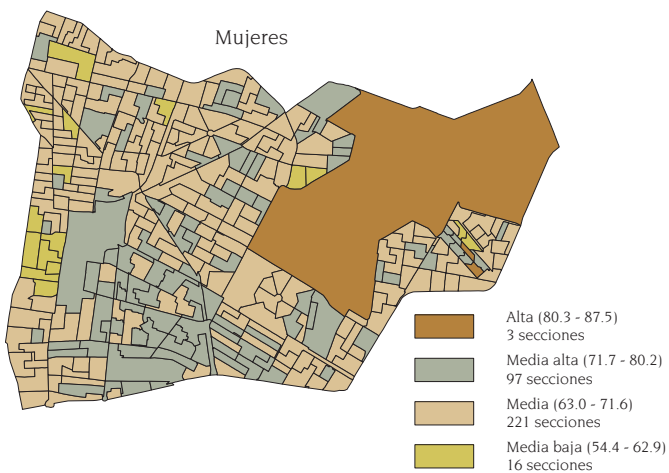 Mujeres
Alta (80.3 - 87.5)
3 secciones
Media alta (71.7 - 80.2)
97 secciones
Media (63.0 - 71.6)
221 secciones
Media baja (54.4 - 62.9)
16 secciones